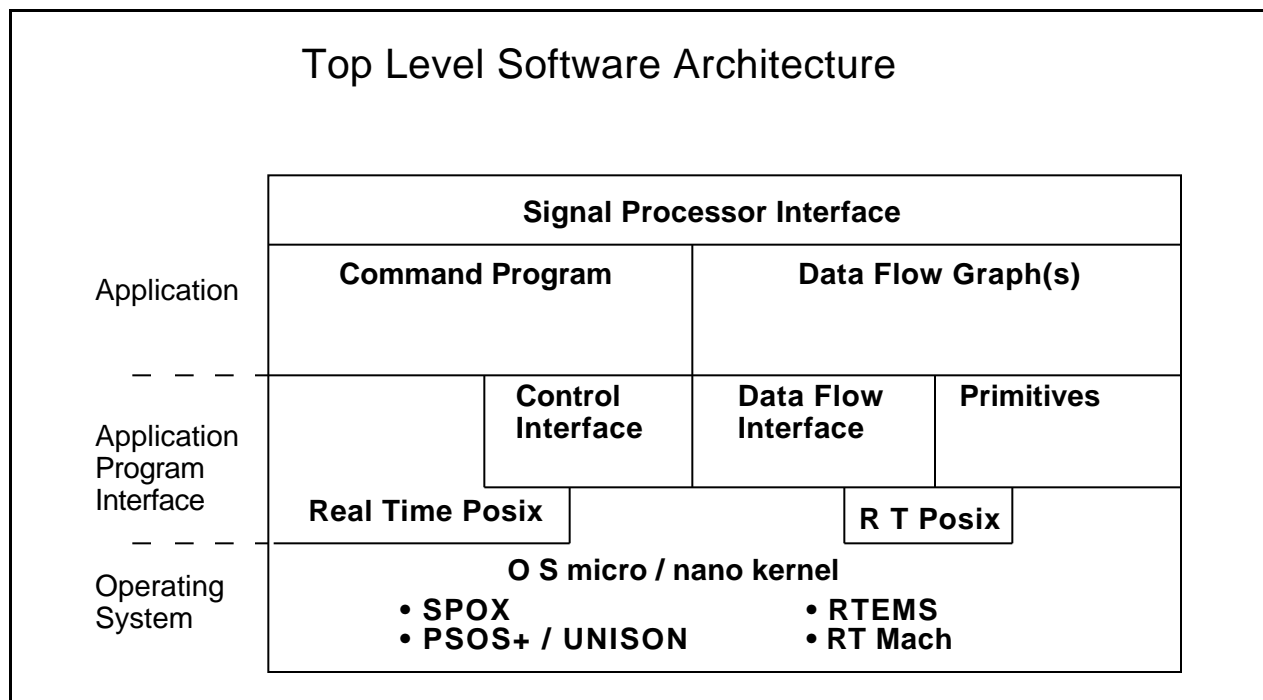 Top Level Software Architecture
Signal Processor Interface
Application
Command Program
Data Flow Graph(s)
Application
Program
Interface
Control
Interface
Data Flow
Interface
Primitives
Real Time Posix
R T Posix
Operating
System
O S micro / nano kernel
• SPOX
• PSOS+ / UNISON
• RTEMS
• RT Mach